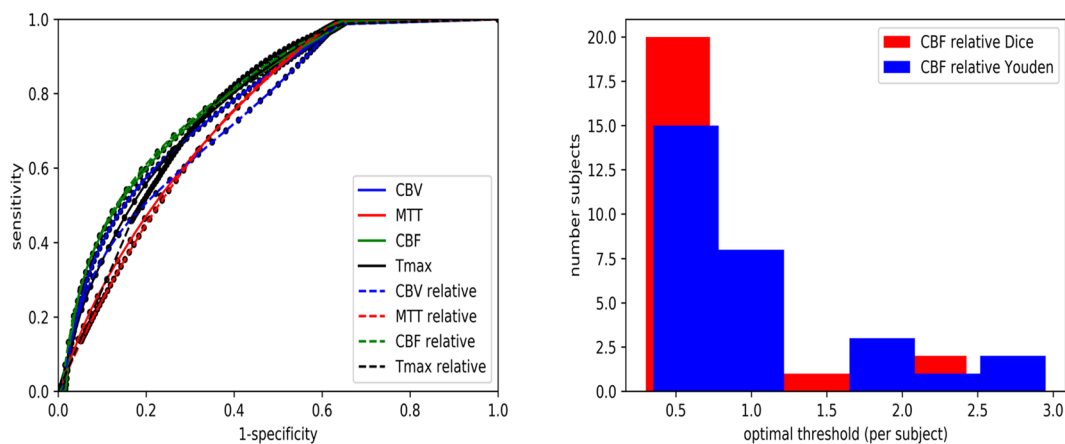 1.0
0.8
0.6
0.4
0.2
0.0
sensitivity
0.0 0.2 0.4 0.6 0.8 1.0
1-specificity
CBV
MTT
CBF
Tmax
CBV relative
MTT relative
CBF relative
Tmax relative
20.0
17.5
15.0
12.5
10.0
7.5
5.0
2.5
0.0
number subjects
0.5 1.0 1.5 2.0 2.5 3.0
optimal threshold (per subject)
CBF relative Dice
CBF relative Youden